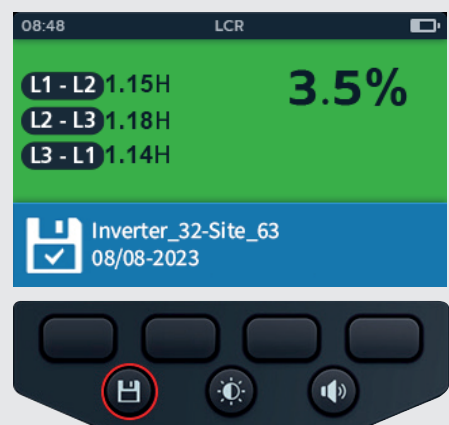 08:48 LCR
L1 - L2 1.15H 3.5%
L2 - L3 1.18H
L3 - L1 1.14H
Inverter_32-Site_63
08/08-2023